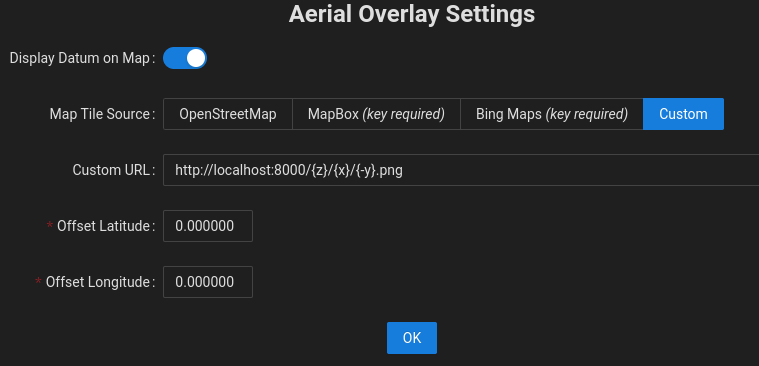 Aerial Overlay Settings
Display Datum on Map:
Map Tile Source: OpenStreetMap MapBox (key required) Bing Maps (key required) Custom
Custom URL: http://localhost:8000/{z}/{x}/{-y}.png
* Offset Latitude: 0.000000
* Offset Longitude: 0.000000
OK